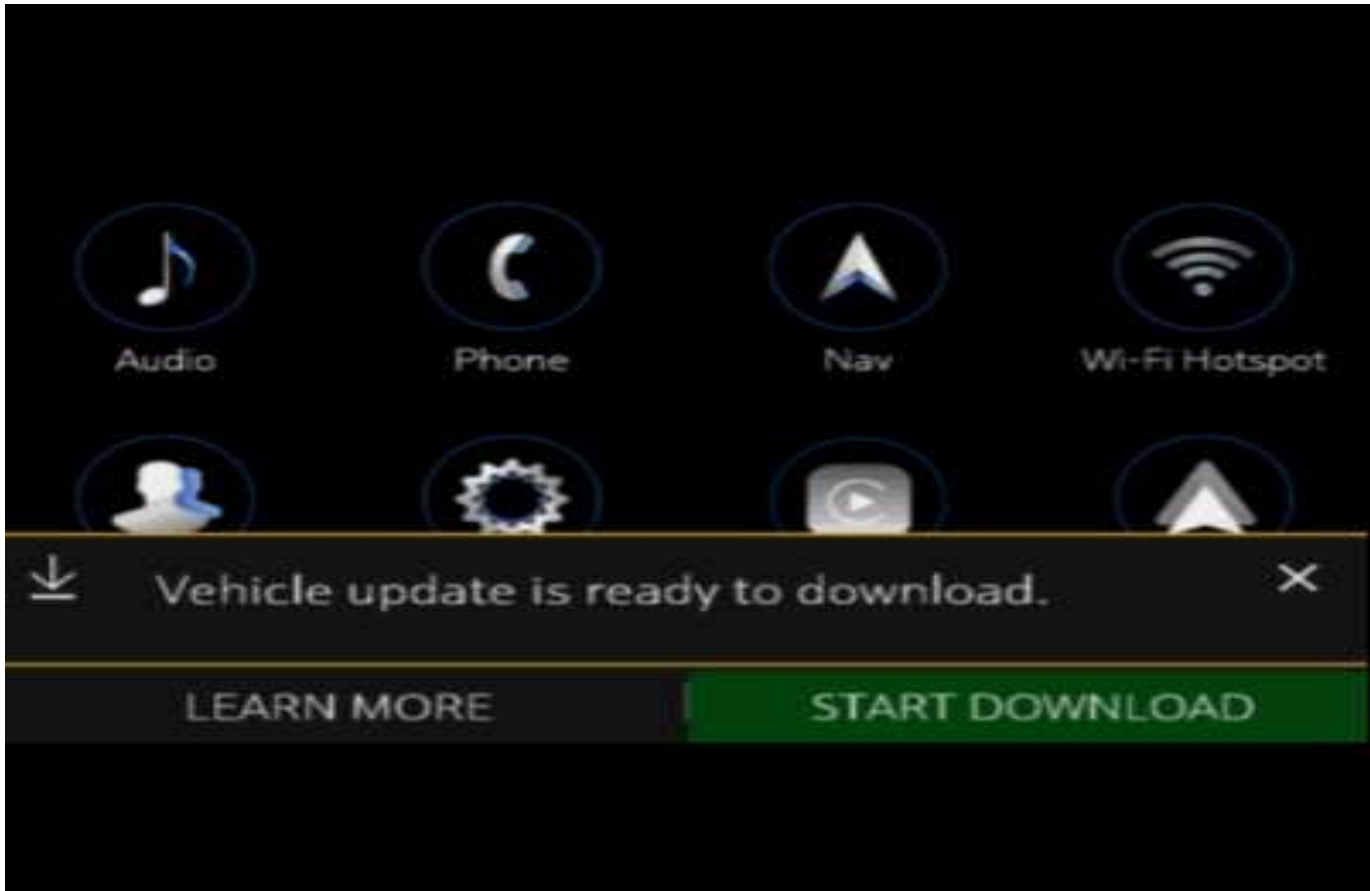 Audio
Phone
Nav
Wi-Fi Hotspot
Vehicle update is ready to download.
LEARN MORE
START DOWNLOAD